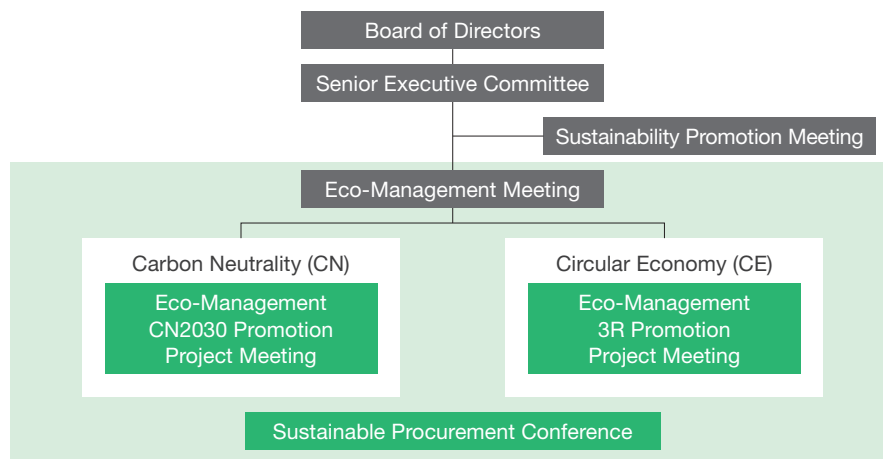 Board of Directors
Senior Executive Committee
Sustainability Promotion Meeting
Eco-Management Meeting
Carbon Neutrality (CN)
Eco-Management
CN2030 Promotion
Project Meeting
Circular Economy (CE)
Eco-Management
3R Promotion
Project Meeting
Sustainable Procurement Conference